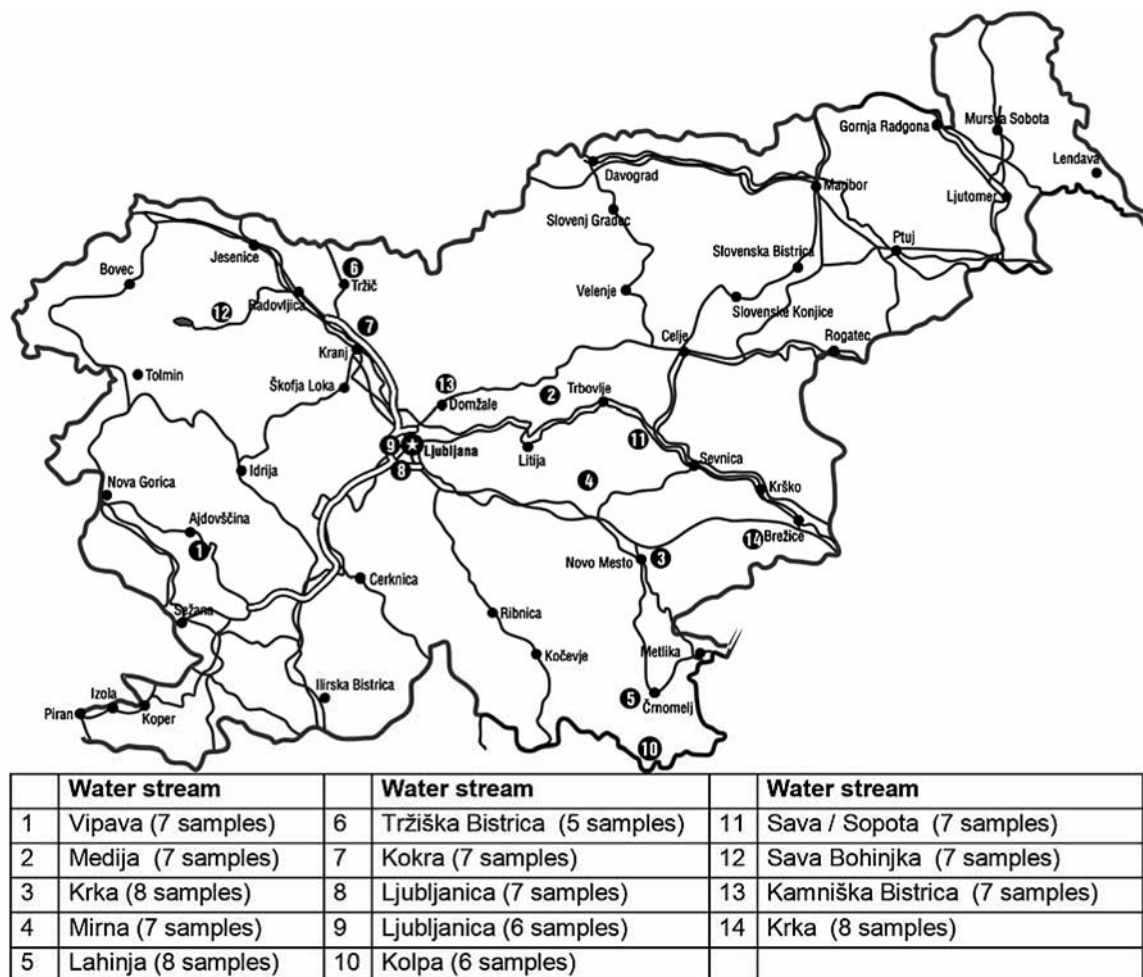 Gornja Radgona
Murska Sobota
Lendava
Davograd
Maribor
Ljutomer
Slovenj Gradec
Slovenska Bistrica
Ptuj
Jesenice
6
Bovec
Tržič
Radovljica
Velenje
12
Slovenske Konjice
7
Kranj
Celje
Rogatec
Tolmin
Škofja Loka
13
2
Trbovlje
Domžale
9
Ljubljana
11
8
Litija
Sevnica
Idrija
4
Nova Gorica
Krško
Ajdovščina
1
14
Brežice
Novo Mesto
3
Cerknica
Sežana
Ribnica
Kočevje
Metlika
Izola
Ilirska Bistrica
5
Črnomelj
Piran
Koper
10
Water stream Water stream Water stream
1 Vipava (7 samples) 6 Tržiška Bistrica (5 samples) 11 Sava / Sopota (7 samples)
2 Medija (7 samples) 7 Kokra (7 samples) 12 Sava Bohinjka (7 samples)
3 Krka (8 samples) 8 Ljubljanica (7 samples) 13 Kamniška Bistrica (7 samples)
4 Mirna (7 samples) 9 Ljubljanica (6 samples) 14 Krka (8 samples)
5 Lahinja (8 samples) 10 Kolpa (6 samples)